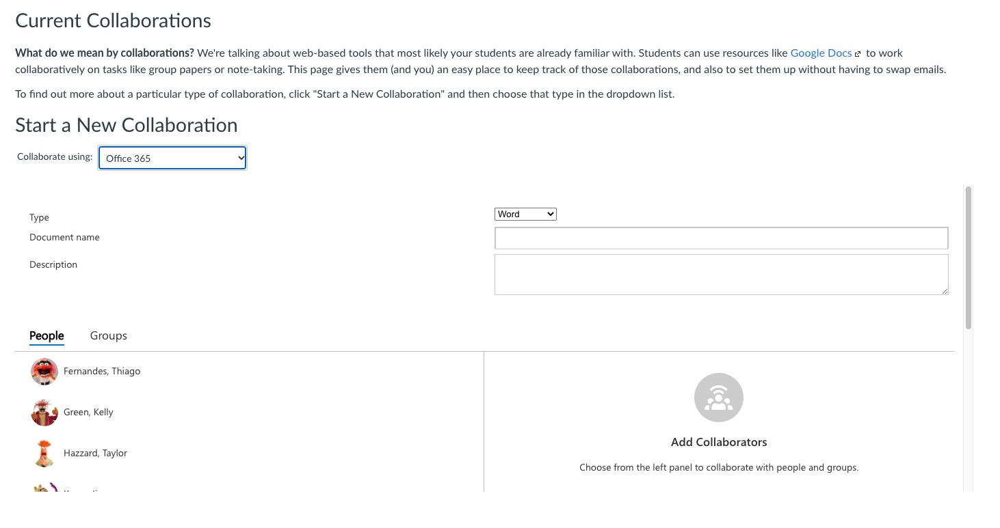 Current Collaborations
What do we mean by collaborations? We're talking about web-based tools that most likely your students are already familiar with. Students can use resources like Google Docs to work
collaboratively on tasks like group papers or note-taking. This page gives them (and you) an easy place to keep track of those collaborations, and also to set them up without having to swap emails.
To find out more about a particular type of collaboration, click "Start a New Collaboration" and then choose that type in the dropdown list.
Start a New Collaboration
Collaborate using: Office 365
Type Word
Document name
Description
People Groups
Fernandes, Thiago
Green, Kelly
Hazzard, Taylor
Add Collaborators
Choose from the left panel to collaborate with people and groups.